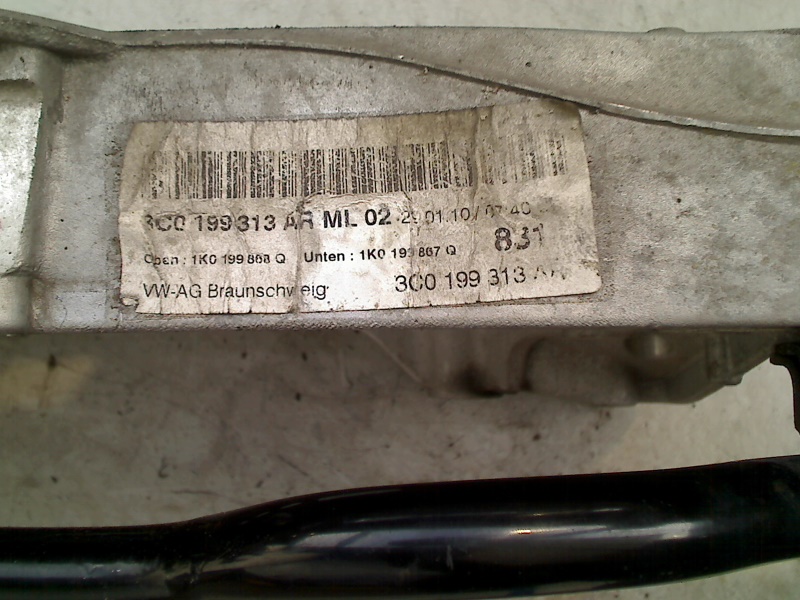 3C0 199 313 AR ML 02 29.01.10 / 07:40
Oben : 1K0 199 868 Q Unten : 1K0 199 867 Q
831
VW-AG Braunschweig
3C0 199 313